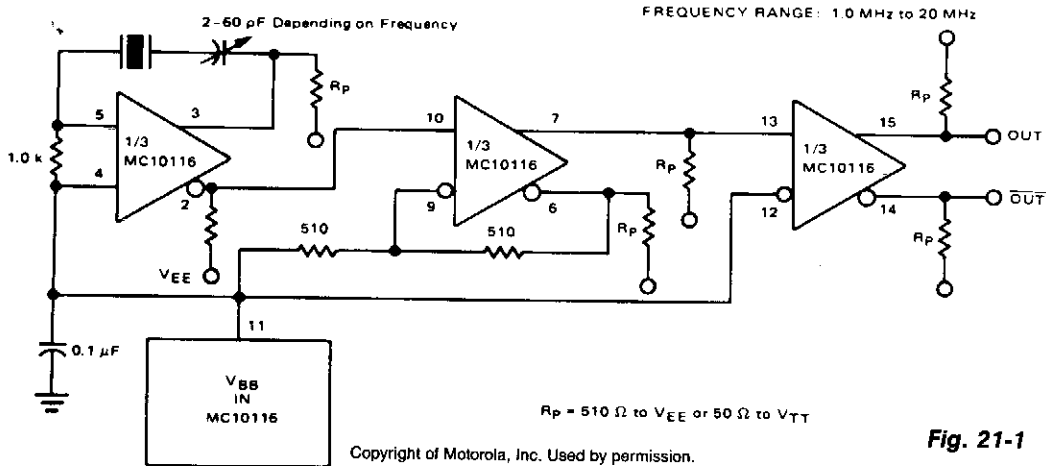 2-60 pF Depending on Frequency
FREQUENCY RANGE: 1.0 MHz to 20 MHz
RP
RP
5
3
10
7
13
15
OUT
1.0 k
1/3
MC10116
1/3
MC10116
1/3
MC10116
RP
4
2
9
6
12
14
OUT
510
510
RP
RP
VEE
11
0.1 μF
VBB
IN
MC10116
RP = 510 Ω to VEE or 50 Ω to VTT
Copyright of Motorola, Inc. Used by permission.
Fig. 21-1